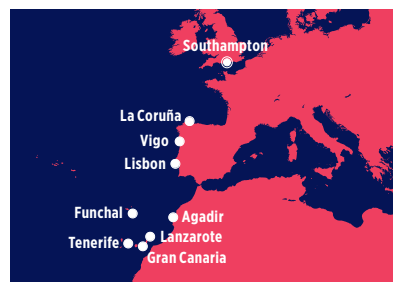 Southampton
La Coruña
Vigo
Lisbon
Funchal
Agadir
Tenerife
Lanzarote
Gran Canaria